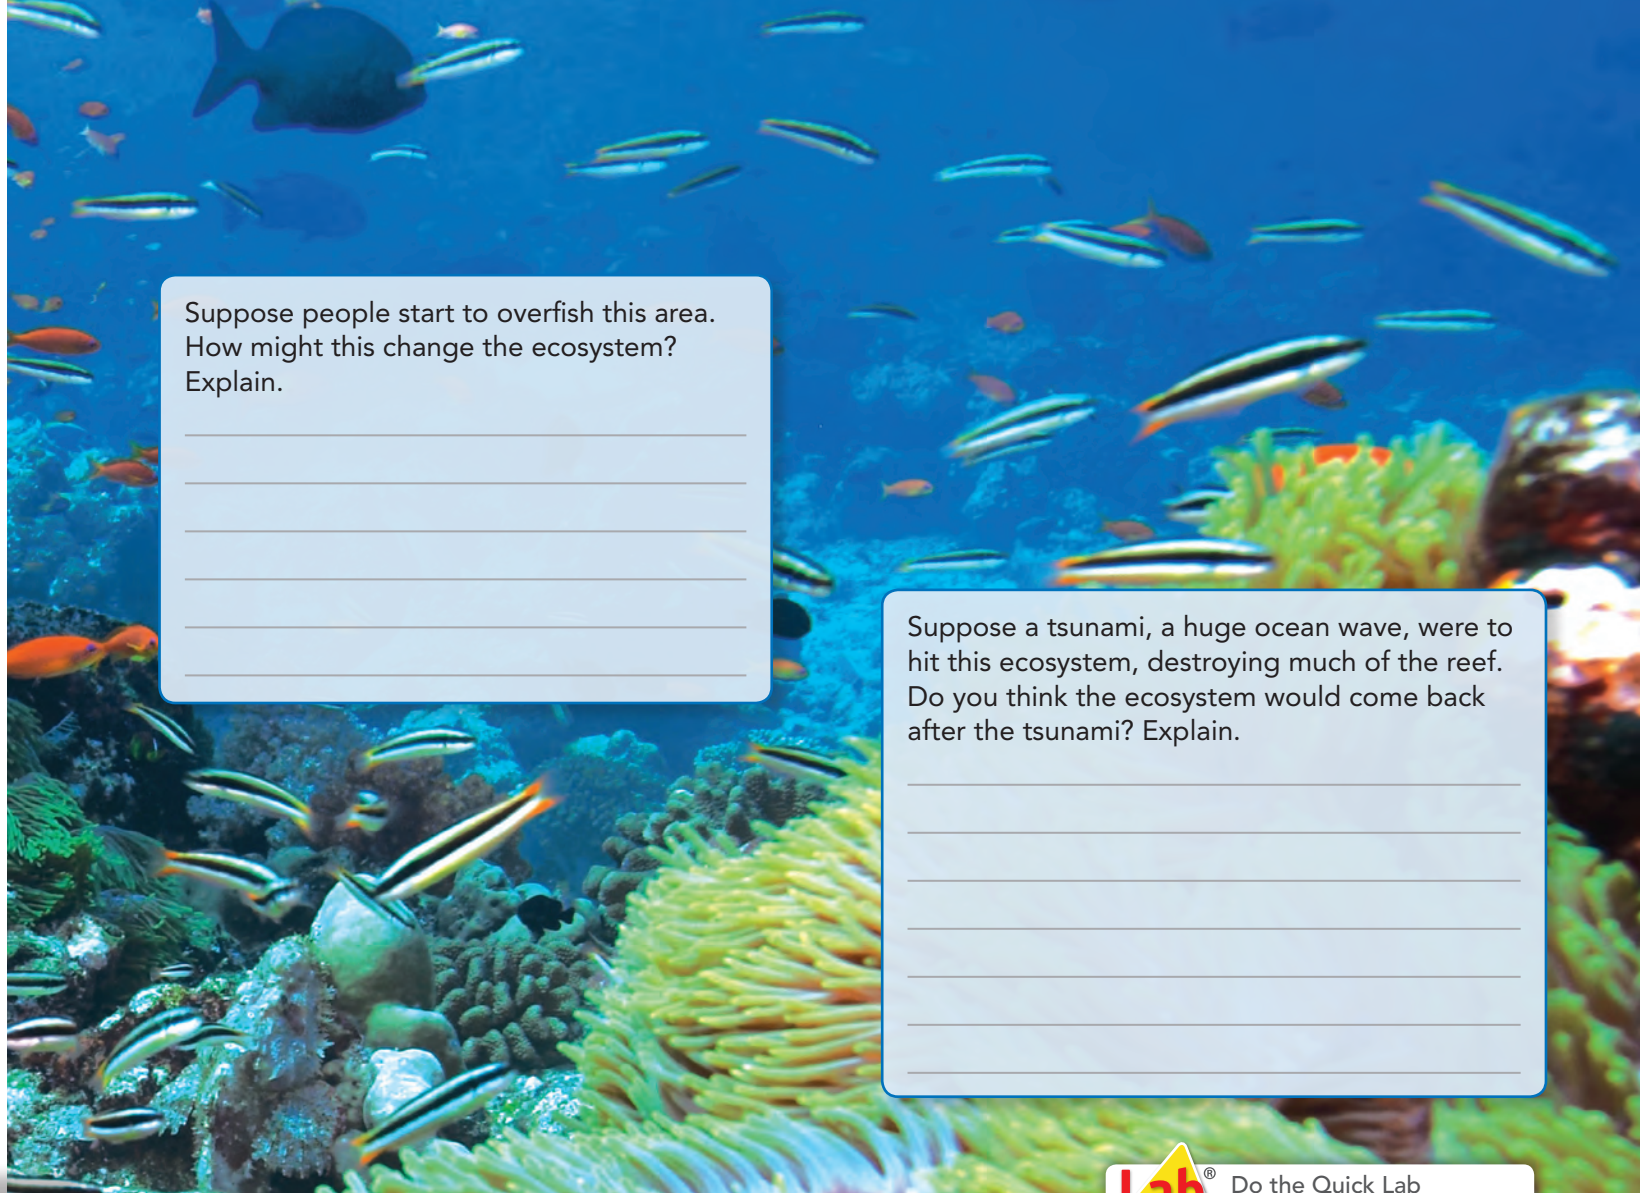 Suppose people start to overfish this area.
How might this change the ecosystem?
Explain.
Suppose a tsunami, a huge ocean wave, were to
hit this ecosystem, destroying much of the reef.
Do you think the ecosystem would come back
after the tsunami? Explain.
Lab® Do the Quick Lab